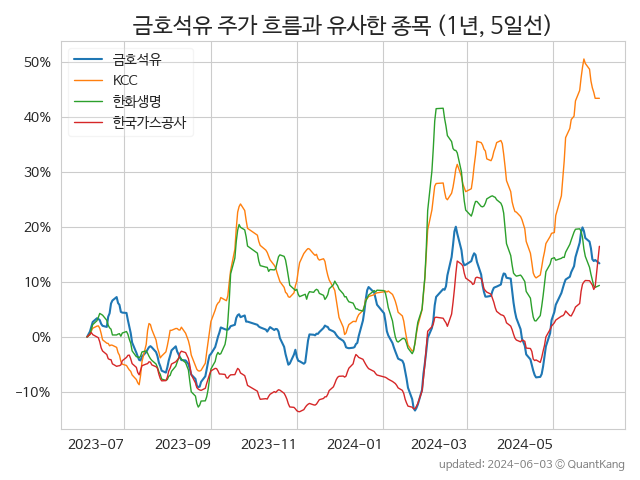 금호석유 주가 흐름과 유사한 종목 (1년, 5일선)
금호석유
KCC
한화생명
한국가스공사
50%
40%
30%
20%
10%
0%
−10%
2023-07
2023-09
2023-11
2024-01
2024-03
2024-05
updated: 2024-06-03 © QuantKang